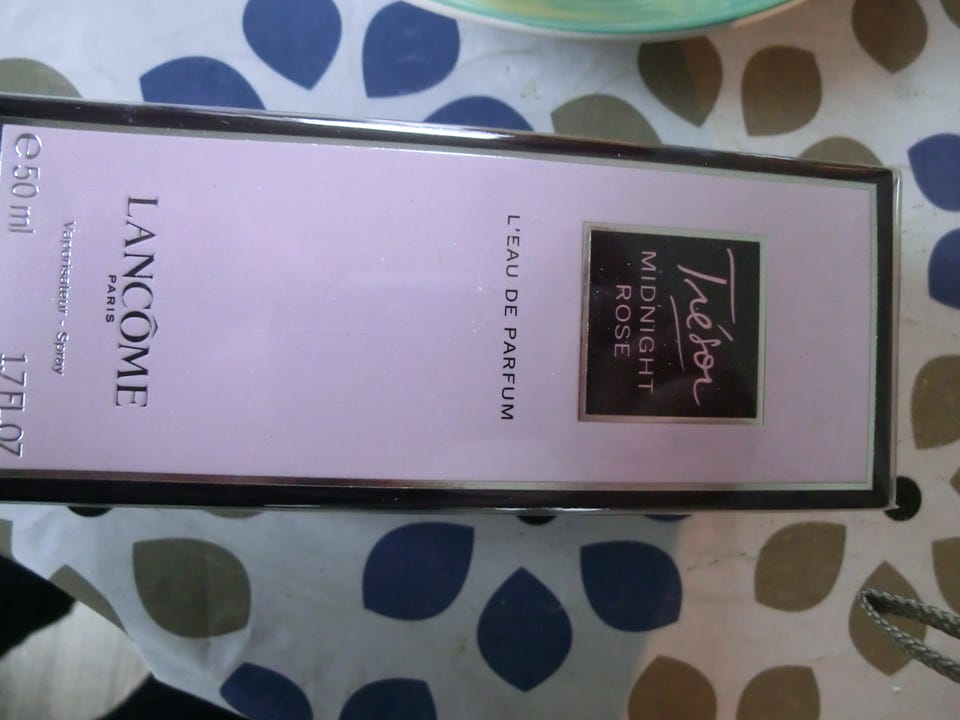 Trésor
MIDNIGHT
ROSE
L'EAU DE PARFUM
LANCÔME
PARIS
Vaporisateur - Spray
e 50 ml 1.7 Fl. OZ